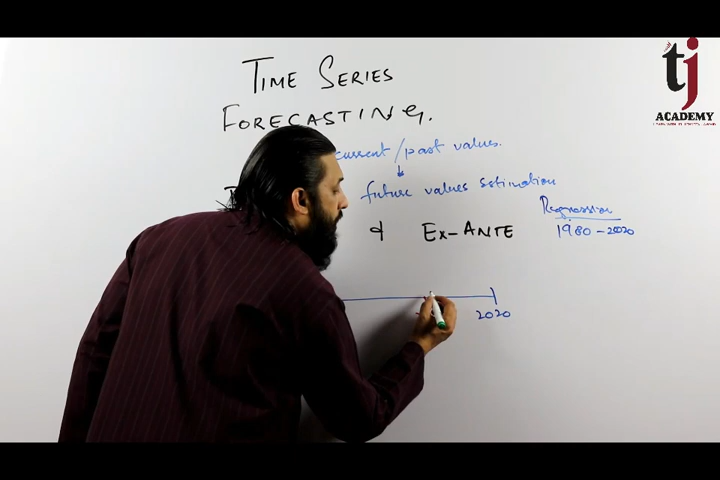 TIME SERIES
FORECASTING.
current/past values.
future values estimation
Regression
& EX-ANTE 1980-2020
2020
tj
ACADEMY